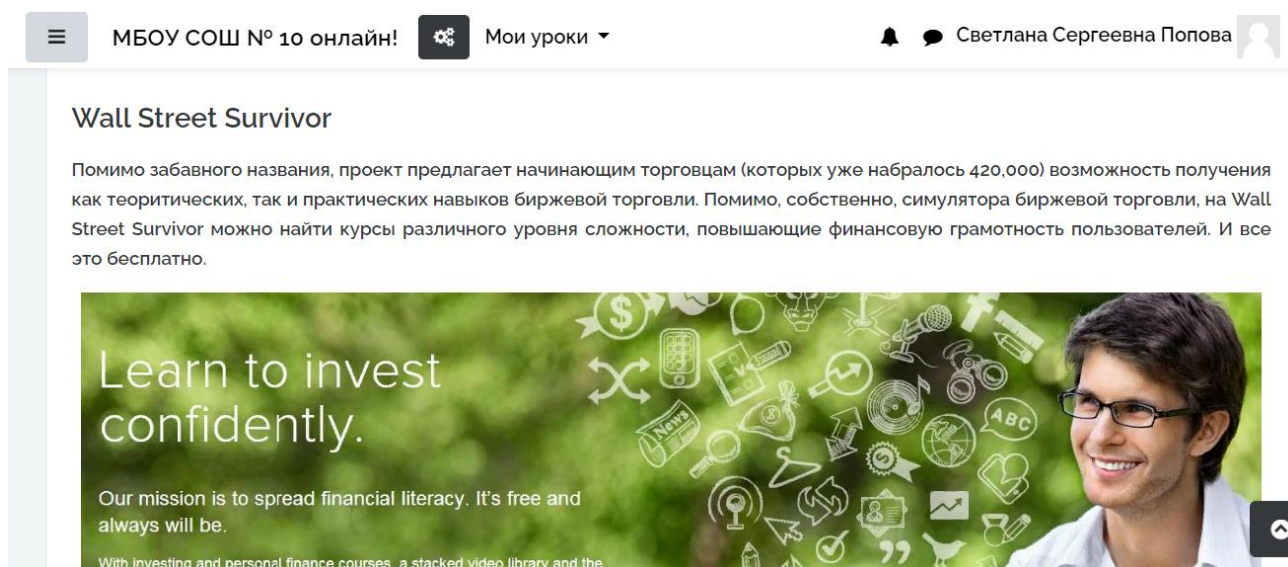 МБОУ СОШ № 10 онлайн! Мои уроки Светлана Сергеевна Попова
Wall Street Survivor
Помимо забавного названия, проект предлагает начинающим торговцам (которых уже набралось 420,000) возможность получения
как теоритических, так и практических навыков биржевой торговли. Помимо, собственно, симулятора биржевой торговли, на Wall
Street Survivor можно найти курсы различного уровня сложности, повышающие финансовую грамотность пользователей. И все
это бесплатно.
Learn to invest
confidently.
News
ABC
Our mission is to spread financial literacy. It's free and
always will be.
With investing and personal finance courses, a stacked video library and the